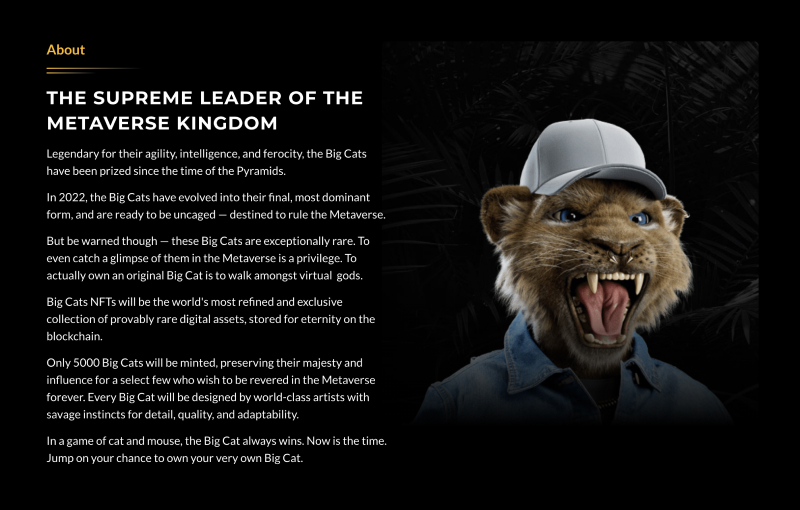 About
THE SUPREME LEADER OF THE
METAVERSE KINGDOM
Legendary for their agility, intelligence, and ferocity, the Big Cats
have been prized since the time of the Pyramids.
In 2022, the Big Cats have evolved into their final, most dominant
form, and are ready to be uncaged — destined to rule the Metaverse.
But be warned though — these Big Cats are exceptionally rare. To
even catch a glimpse of them in the Metaverse is a privilege. To
actually own an original Big Cat is to walk amongst virtual gods.
Big Cats NFTs will be the world's most refined and exclusive
collection of provably rare digital assets, stored for eternity on the
blockchain.
Only 5000 Big Cats will be minted, preserving their majesty and
influence for a select few who wish to be revered in the Metaverse
forever. Every Big Cat will be designed by world-class artists with
savage instincts for detail, quality, and adaptability.
In a game of cat and mouse, the Big Cat always wins. Now is the time.
Jump on your chance to own your very own Big Cat.